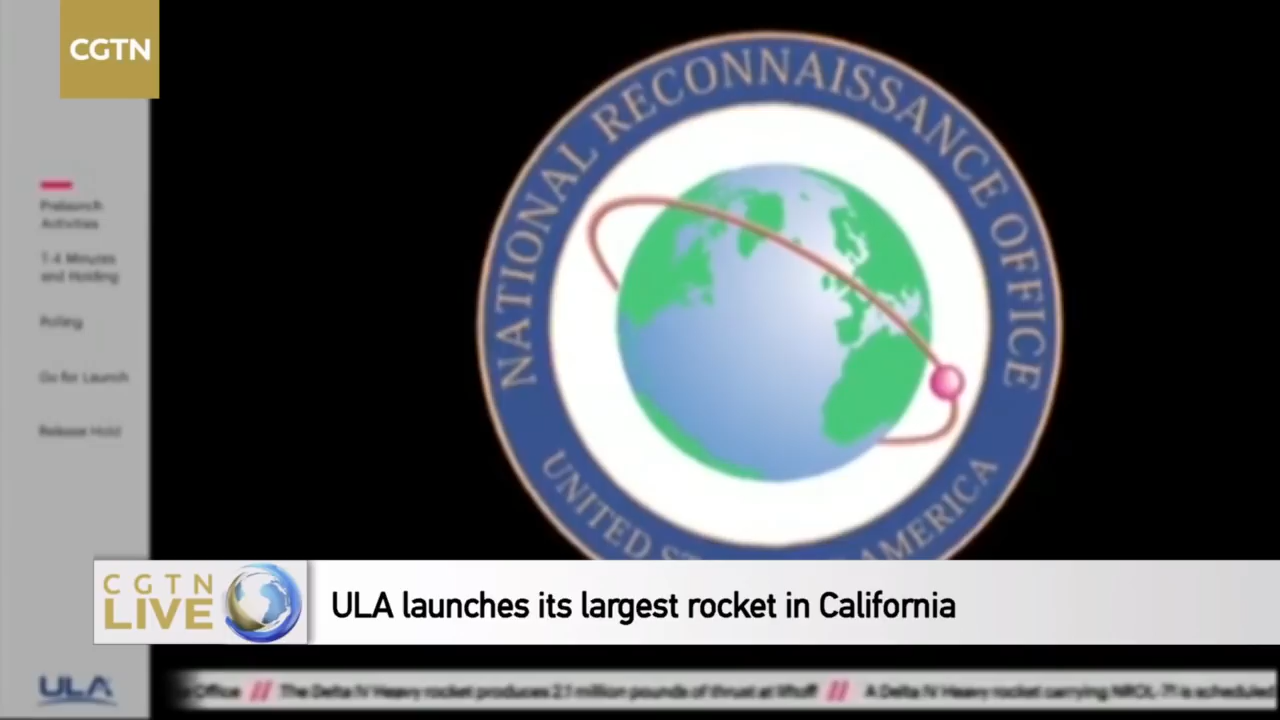 CGTN
NATIONAL RECONNAISSANCE OFFICE
UNITED ST AMERICA
Prelaunch
Activities
T-4 Minutes
and Holding
Polling
Go for Launch
Release Hold
CGTN
LIVE
ULA launches its largest rocket in California
ULA
Office // The Delta IV Heavy rocket produces 2.1 million pounds of thrust at liftoff // A Delta IV Heavy rocket carrying NROL-71 is scheduled